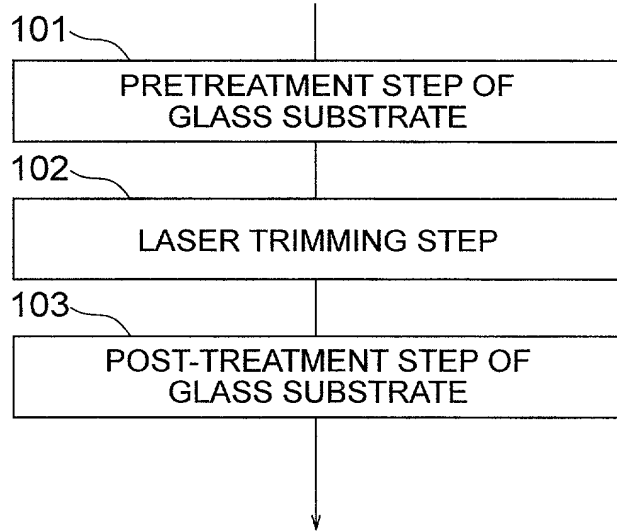 101
PRETREATMENT STEP OF
GLASS SUBSTRATE
102
LASER TRIMMING STEP
103
POST-TREATMENT STEP OF
GLASS SUBSTRATE